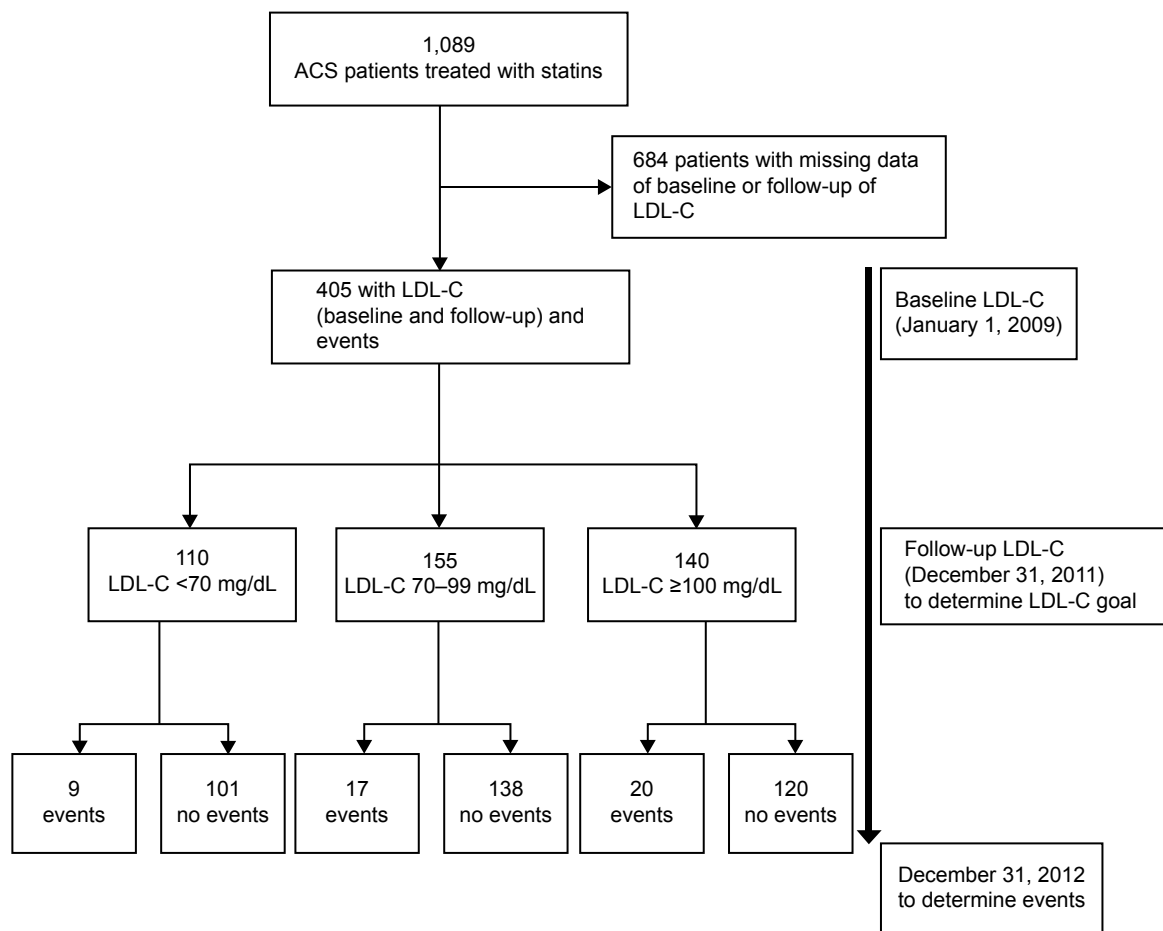 1,089
ACS patients treated with statins
684 patients with missing data
of baseline or follow-up of
LDL-C
405 with LDL-C
(baseline and follow-up) and
events
Baseline LDL-C
(January 1, 2009)
110
LDL-C <70 mg/dL
155
LDL-C 70–99 mg/dL
140
LDL-C ≥100 mg/dL
Follow-up LDL-C
(December 31, 2011)
to determine LDL-C goal
9
events
101
no events
17
events
138
no events
20
events
120
no events
December 31, 2012
to determine events